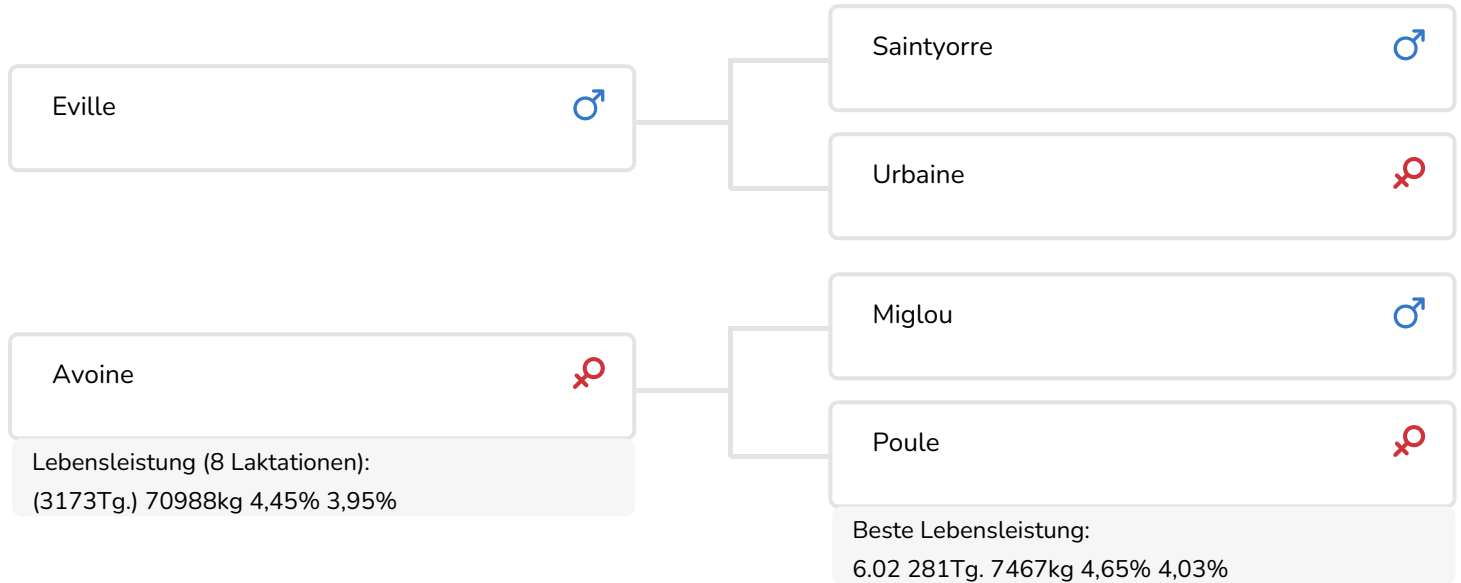 Eville
Saintyorre
Urbaine
Avoine
Lebensleistung (8 Laktationen):
(3173Tg.) 70988kg 4,45% 3,95%
Miglou
Poule
Beste Lebensleistung:
6.02 281Tg. 7467kg 4,65% 4,03%